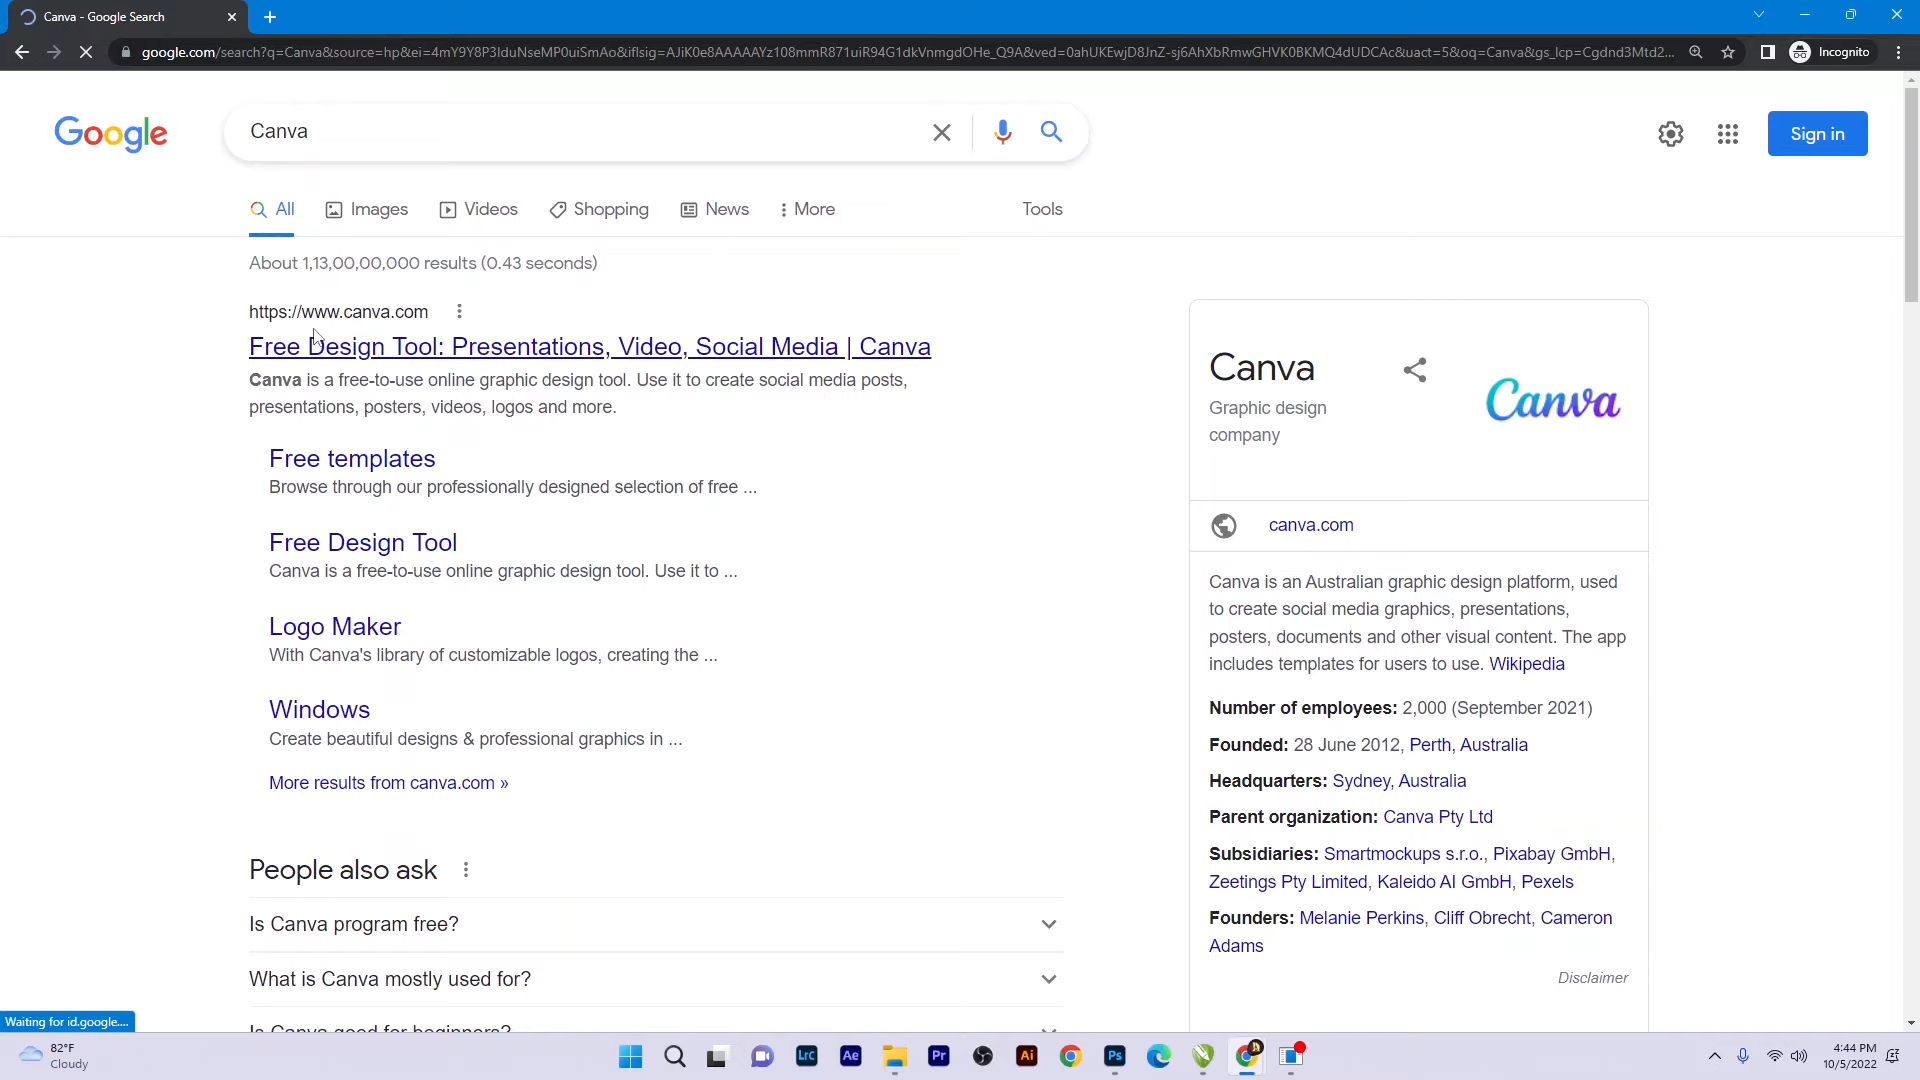 Canva - Google Search
google.com/search?q=Canva&source=hp&ei=4mY9Y8P3IduNseMP0uiSmAo&iflsig=AJiK0e8AAAAAYz108mmR871uiR94G1dkVnmgdOHe_Q9A&ved=0ahUKEwjD8JnZ-sj6AhXbRmwGHVK0BKMQ4dUDCAc&uact=5&oq=Canva&gs_lcp=Cgdnd3Mtd2...
Incognito
Google
Canva
Sign in
All
Images
Videos
Shopping
News
More
Tools
About 1,13,00,00,000 results (0.43 seconds)
https://www.canva.com
Free Design Tool: Presentations, Video, Social Media | Canva
Canva is a free-to-use online graphic design tool. Use it to create social media posts,
presentations, posters, videos, logos and more.
Free templates
Browse through our professionally designed selection of free ...
Free Design Tool
Canva is a free-to-use online graphic design tool. Use it to ...
Logo Maker
With Canva's library of customizable logos, creating the ...
Windows
Create beautiful designs & professional graphics in ...
More results from canva.com »
People also ask
Is Canva program free?
What is Canva mostly used for?
Is Canva good for beginners?
Canva
Graphic design
company
Canva
canva.com
Canva is an Australian graphic design platform, used
to create social media graphics, presentations,
posters, documents and other visual content. The app
includes templates for users to use. Wikipedia
Number of employees: 2,000 (September 2021)
Founded: 28 June 2012, Perth, Australia
Headquarters: Sydney, Australia
Parent organization: Canva Pty Ltd
Subsidiaries: Smartmockups s.r.o., Pixabay GmbH,
Zeetings Pty Limited, Kaleido AI GmbH, Pexels
Founders: Melanie Perkins, Cliff Obrecht, Cameron
Adams
Disclaimer
Waiting for id.google....
82°F
Cloudy
LrC
Ae
Pr
Ai
Ps
4:44 PM
10/5/2022